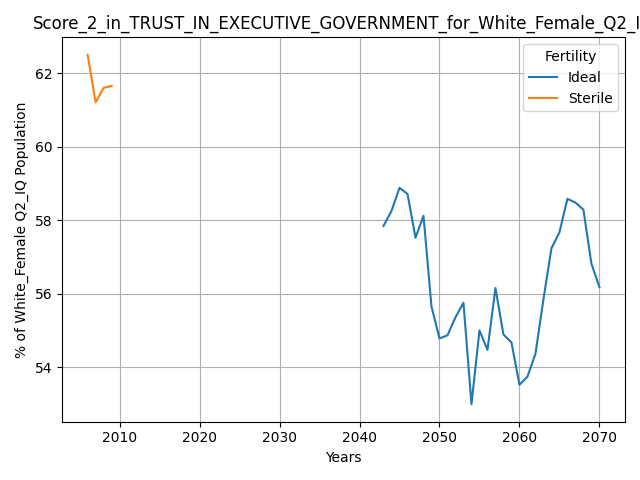 Score_2_in_TRUST_IN_EXECUTIVE_GOVERNMENT_for_White_Female_Q2_I
Fertility
Ideal
Sterile
% of White_Female Q2_IQ Population
62
60
58
56
54
2010
2020
2030
2040
2050
2060
2070
Years